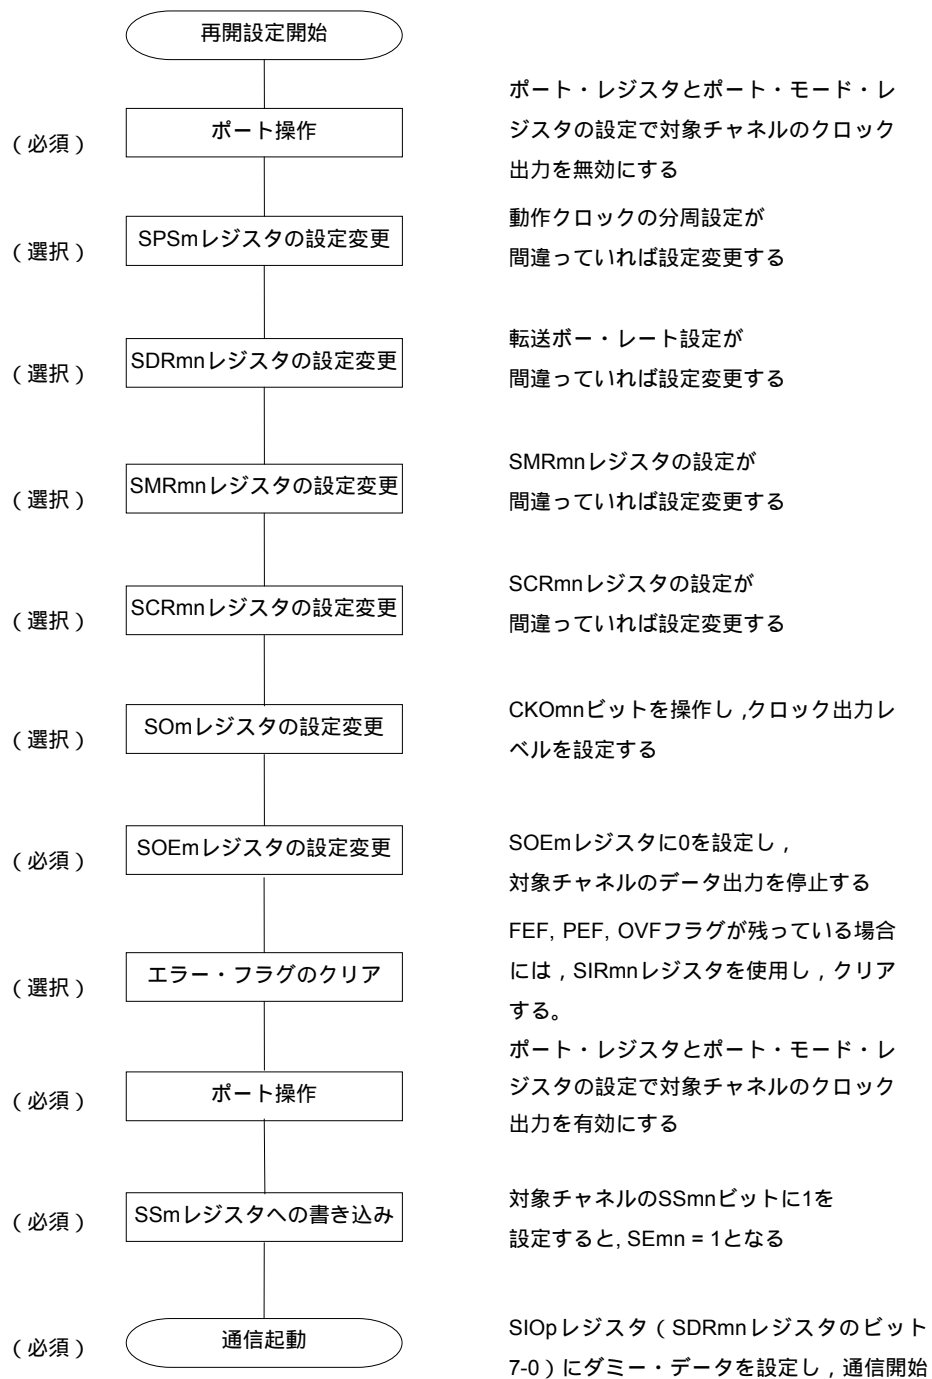 再開設定開始
ポート・レジスタとポート・モード・レ
ジスタの設定で対象チャネルのクロック
出力を無効にする
(必須)
ポート操作
動作クロックの分周設定が
間違っていれば設定変更する
(選択)
SPSmレジスタの設定変更
転送ボー・レート設定が
間違っていれば設定変更する
(選択)
SDRmnレジスタの設定変更
SMRmnレジスタの設定が
間違っていれば設定変更する
(選択)
SMRmnレジスタの設定変更
SCRmnレジスタの設定が
間違っていれば設定変更する
(選択)
SCRmnレジスタの設定変更
CKOmnビットを操作し,クロック出力レ
ベルを設定する
(選択)
SOmレジスタの設定変更
SOEmレジスタに0を設定し,
対象チャネルのデータ出力を停止する
(必須)
SOEmレジスタの設定変更
FEF, PEF, OVFフラグが残っている場合
には,SIRmnレジスタを使用し,クリア
する。
(選択)
エラー・フラグのクリア
ポート・レジスタとポート・モード・レ
ジスタの設定で対象チャネルのクロック
出力を有効にする
(必須)
ポート操作
対象チャネルのSSmnビットに1を
設定すると, SEmn = 1となる
(必須)
SSmレジスタへの書き込み
SIOpレジスタ(SDRmnレジスタのビット
7-0)にダミー・データを設定し,通信開始
(必須)
通信起動